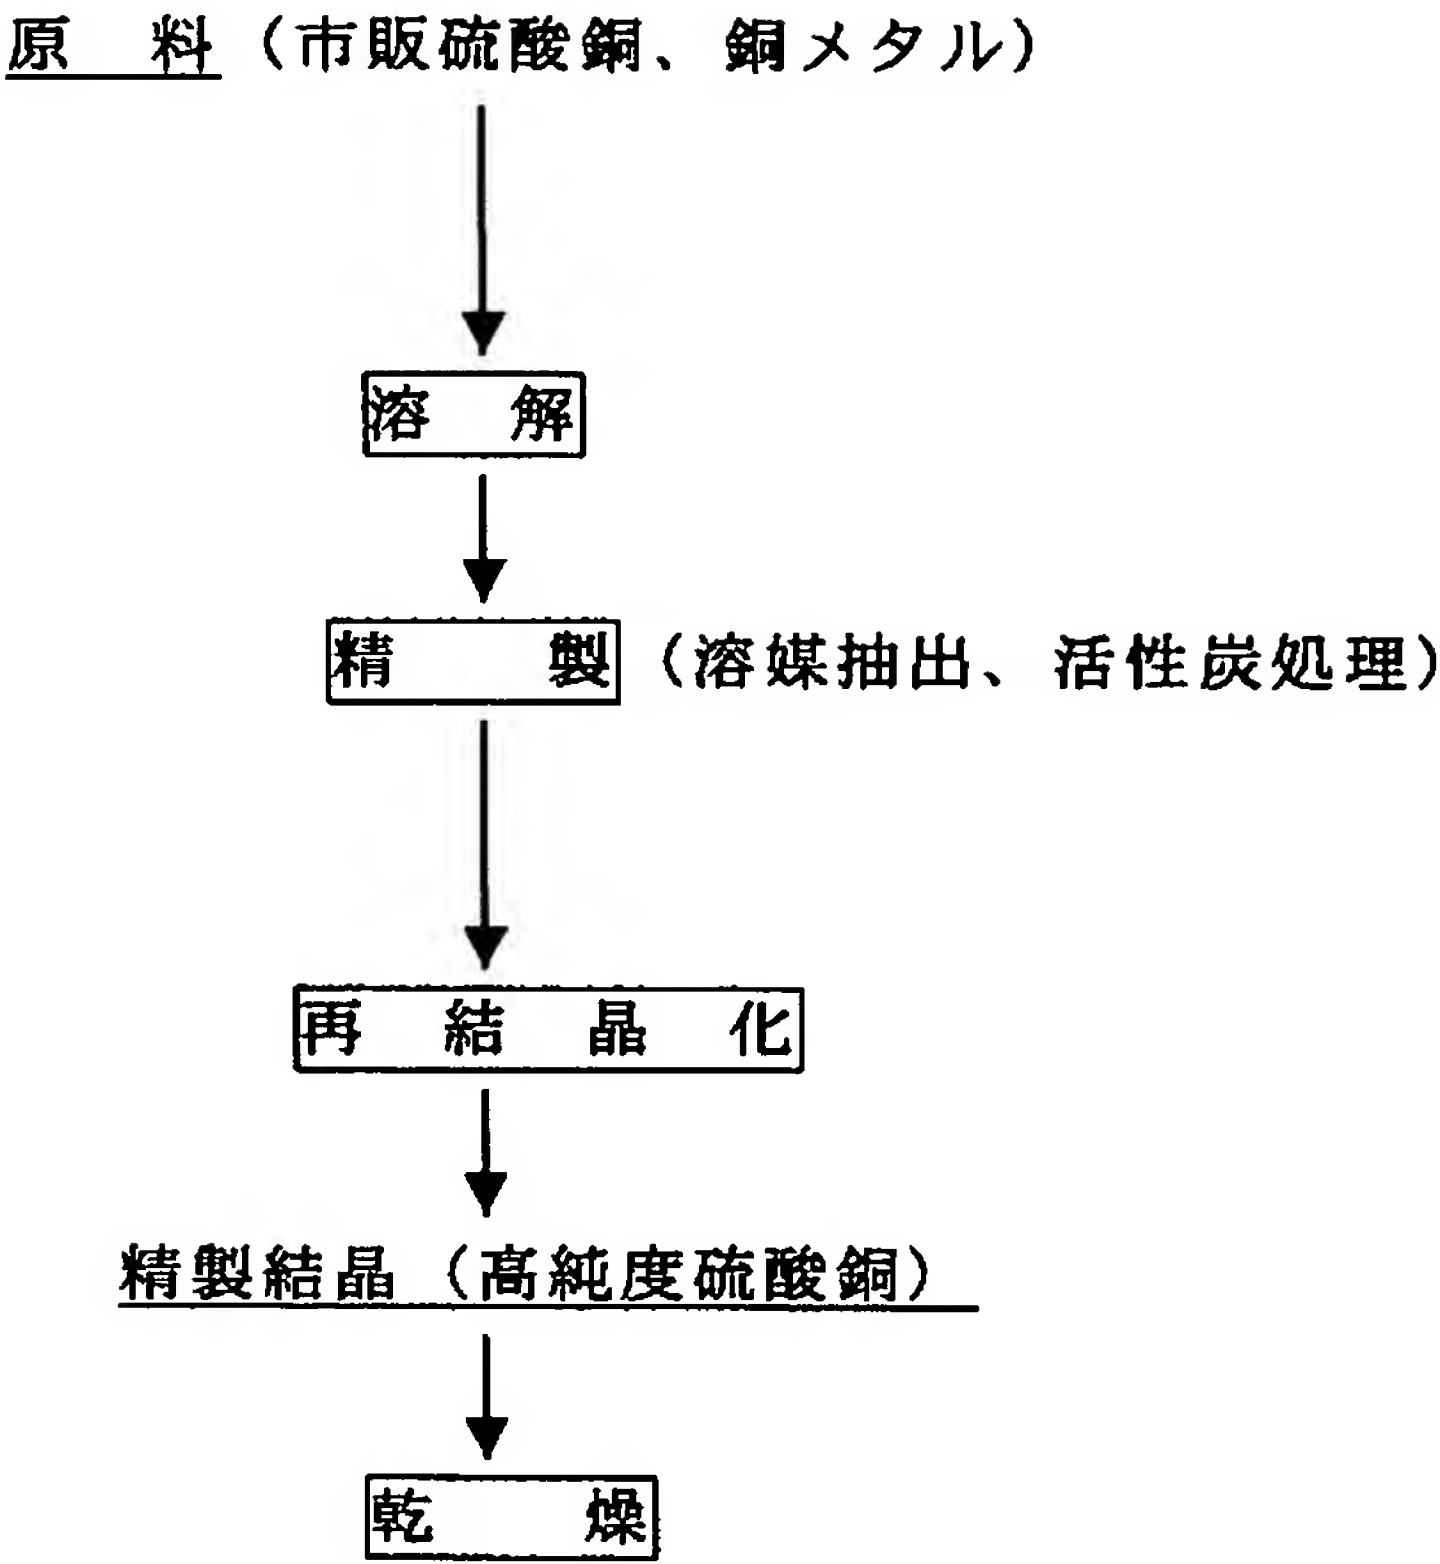 原　料（市販硫酸銅、銅メタル）
溶　解
精　製（溶媒抽出、活性炭処理）
再結晶化
精製結晶（高純度硫酸銅）
乾　燥